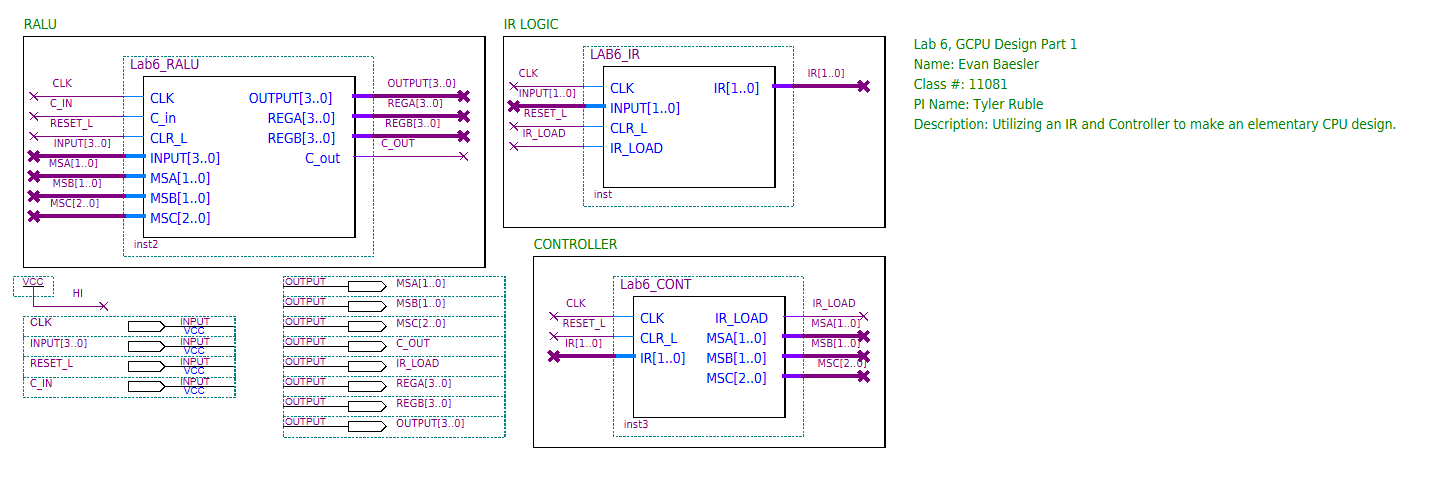 RALU
Lab6_RALU
CLK
C_IN
RESET_L
INPUT[3..0]
MSA[1..0]
MSB[1..0]
MSC[2..0]
CLK
C_in
CLR_L
INPUT[3..0]
MSA[1..0]
MSB[1..0]
MSC[2..0]
OUTPUT[3..0]
REGA[3..0]
REGB[3..0]
C_out
OUTPUT[3..0]
REGA[3..0]
REGB[3..0]
C_OUT
inst2
IR LOGIC
LAB6_IR
CLK
INPUT[1..0]
RESET_L
IR_LOAD
CLK
INPUT[1..0]
CLR_L
IR_LOAD
IR[1..0]
IR[1..0]
inst
Lab 6, GCPU Design Part 1
Name: Evan Baesler
Class #: 11081
PI Name: Tyler Ruble
Description: Utilizing an IR and Controller to make an elementary CPU design.
VCC
HI
CLK INPUT
VCC
INPUT[3..0] INPUT
VCC
RESET_L INPUT
VCC
C_IN INPUT
VCC
OUTPUT MSA[1..0]
OUTPUT MSB[1..0]
OUTPUT MSC[2..0]
OUTPUT C_OUT
OUTPUT IR_LOAD
OUTPUT REGA[3..0]
OUTPUT REGB[3..0]
OUTPUT OUTPUT[3..0]
CONTROLLER
Lab6_CONT
CLK
RESET_L
IR[1..0]
CLK
CLR_L
IR[1..0]
IR_LOAD
MSA[1..0]
MSB[1..0]
MSC[2..0]
IR_LOAD
MSA[1..0]
MSB[1..0]
MSC[2..0]
inst3